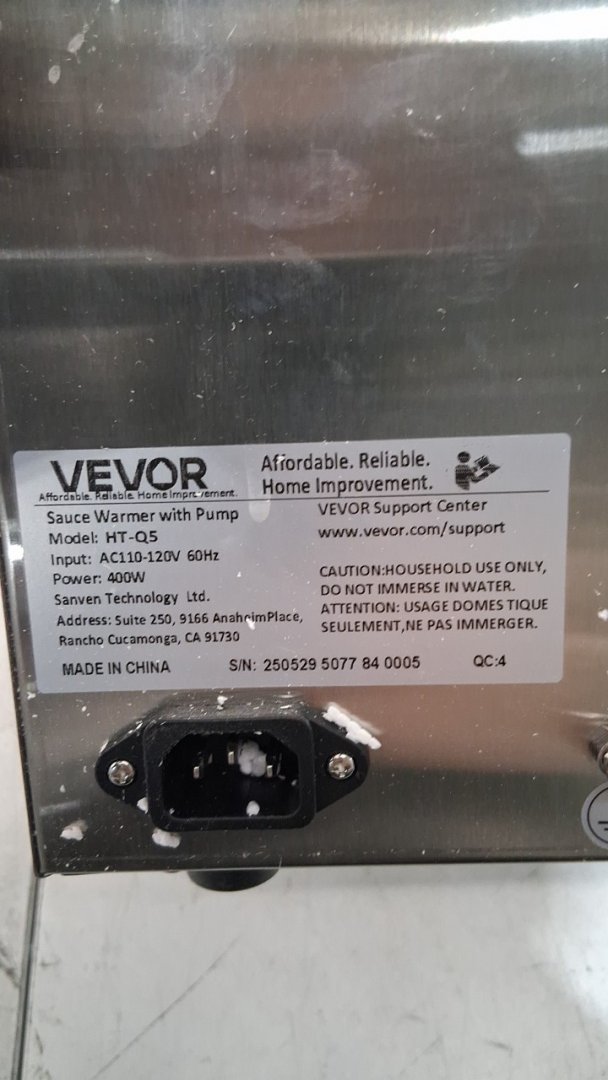 VEVOR
Affordable. Reliable. Home Improvement.
Affordable. Reliable.
Home Improvement.
Sauce Warmer with Pump
Model: HT-Q5
Input: AC110-120V 60Hz
Power: 400W
Sanven Technology Ltd.
Address: Suite 250, 9166 AnaheimPlace,
Rancho Cucamonga, CA 91730
VEVOR Support Center
www.vevor.com/support
CAUTION:HOUSEHOLD USE ONLY,
DO NOT IMMERSE IN WATER.
ATTENTION: USAGE DOMES TIQUE
SEULEMENT,NE PAS IMMERGER.
MADE IN CHINA
S/N: 250529 5077 84 0005
QC:4